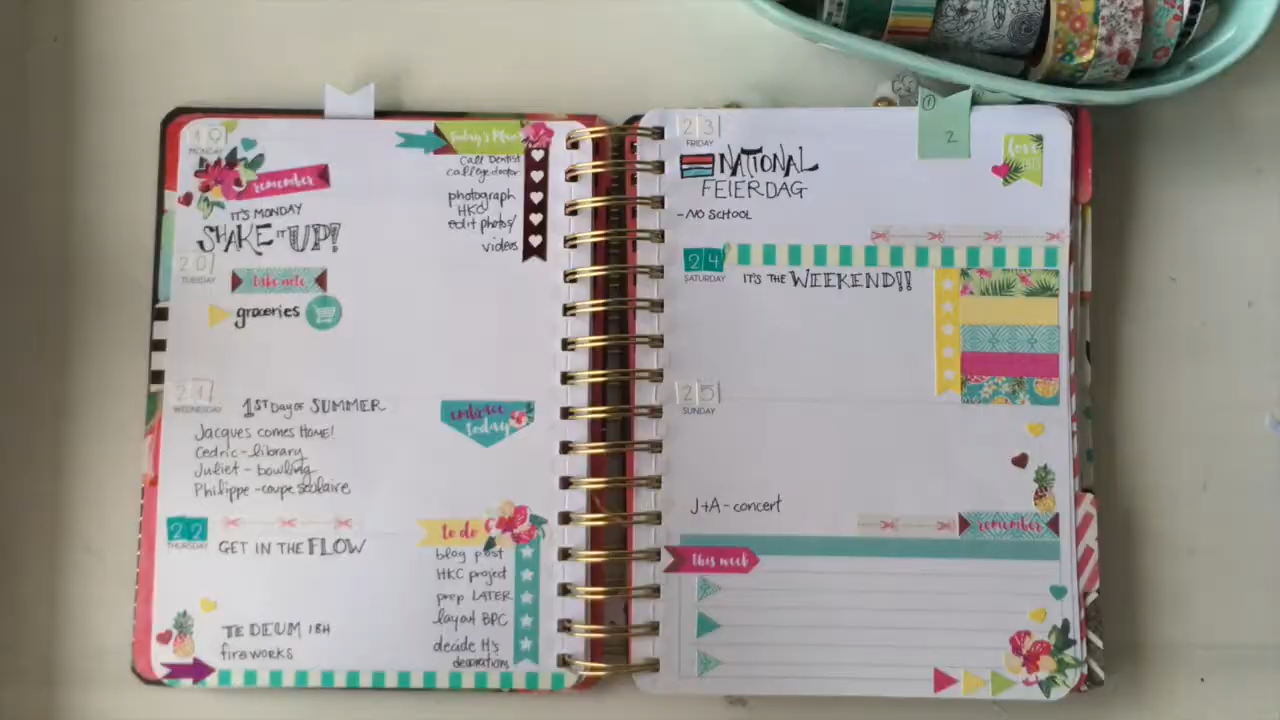 19
MONDAY
remember
IT'S MONDAY
SHAKE IT UP!
Today's Plan
call Dentist
call eye doctor
photograph
HKC
edit photos/
videos
20
TUESDAY
take note
groceries
21
WEDNESDAY
1ST Day of SUMMER
Jacques comes HOME!
Cedric - library
Juliet - bowling
Philippe - coupe scolaire
embrace
today
22
THURSDAY
GET IN THE FLOW
TE DEUM 18H
fireworks
to do
blog post
HKC project
prep LATER
layout BPC
decide H's
decorations
1
2
23
FRIDAY
NATIONAL
FEIERDAG
- NO SCHOOL
love
this
24
SATURDAY
IT'S THE WEEKEND!!
25
SUNDAY
J+A - concert
remember
this week